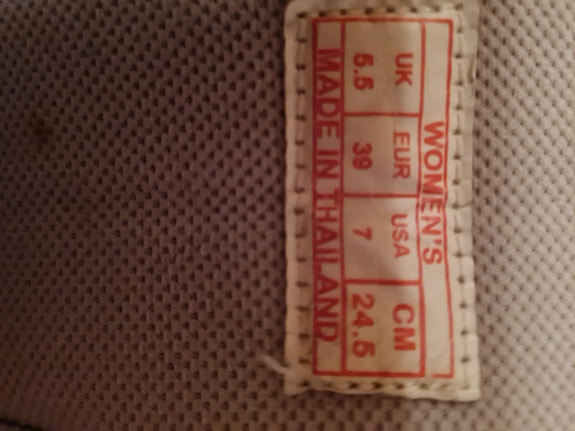 WOMEN'S
UK EUR USA CM
5.5 39 7 24.5
MADE IN THAILAND